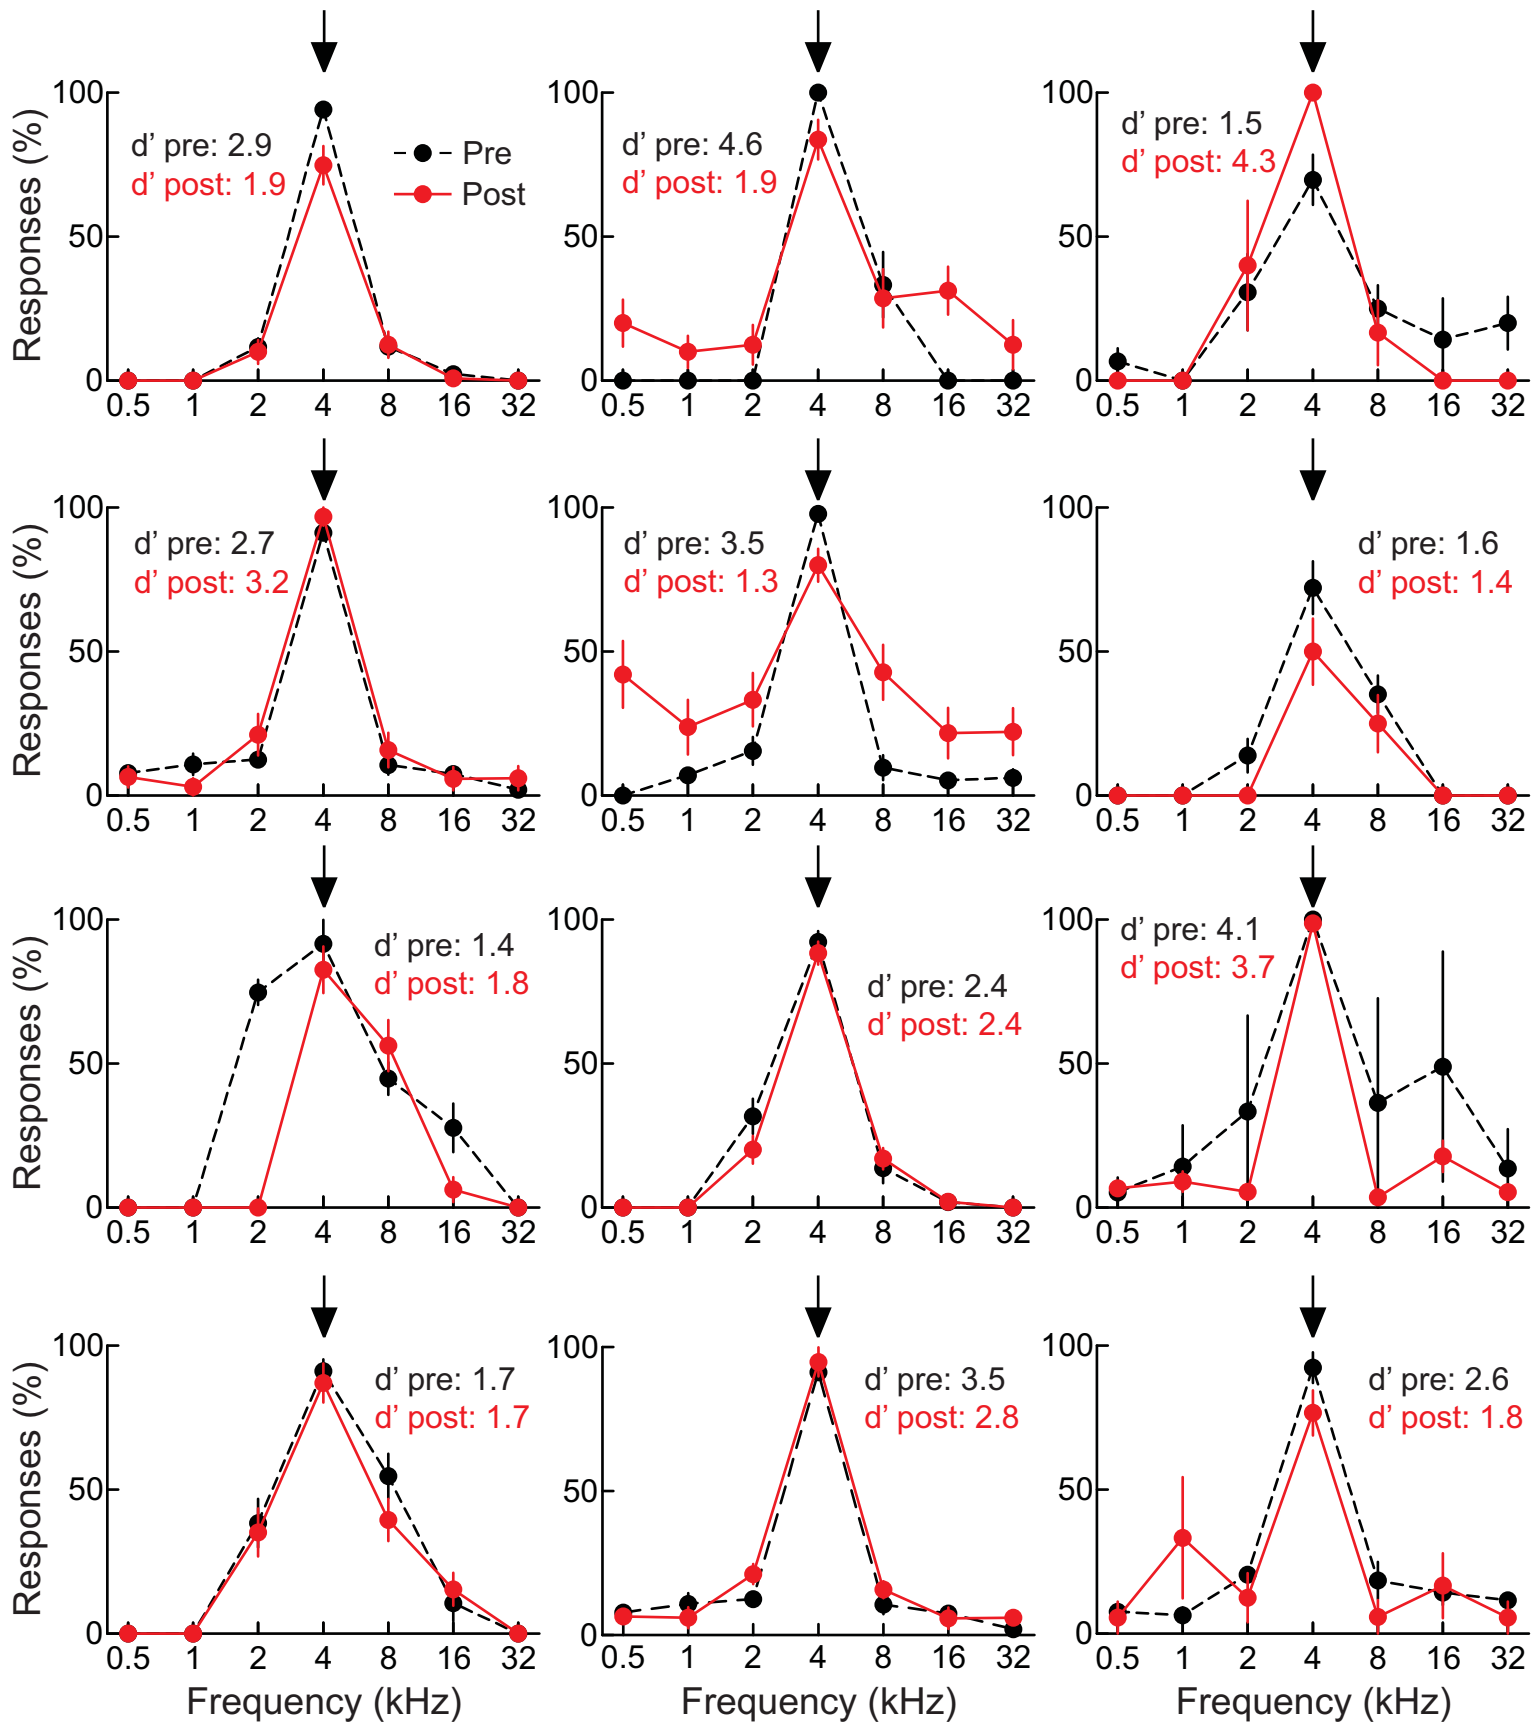 Responses (%)
100
50
0
d’ pre: 2.9
d’ post: 1.9
Pre
Post
0.5 1 2 4 8 16 32
100
50
0
d’ pre: 4.6
d’ post: 1.9
0.5 1 2 4 8 16 32
100
50
0
d’ pre: 1.5
d’ post: 4.3
0.5 1 2 4 8 16 32
Responses (%)
100
50
0
d’ pre: 2.7
d’ post: 3.2
0.5 1 2 4 8 16 32
100
50
0
d’ pre: 3.5
d’ post: 1.3
0.5 1 2 4 8 16 32
100
50
0
d’ pre: 1.6
d’ post: 1.4
0.5 1 2 4 8 16 32
Responses (%)
100
50
0
d’ pre: 1.4
d’ post: 1.8
0.5 1 2 4 8 16 32
100
50
0
d’ pre: 2.4
d’ post: 2.4
0.5 1 2 4 8 16 32
100
50
0
d’ pre: 4.1
d’ post: 3.7
0.5 1 2 4 8 16 32
Responses (%)
100
50
0
d’ pre: 1.7
d’ post: 1.7
0.5 1 2 4 8 16 32
Frequency (kHz)
100
50
0
d’ pre: 3.5
d’ post: 2.8
0.5 1 2 4 8 16 32
Frequency (kHz)
100
50
0
d’ pre: 2.6
d’ post: 1.8
0.5 1 2 4 8 16 32
Frequency (kHz)